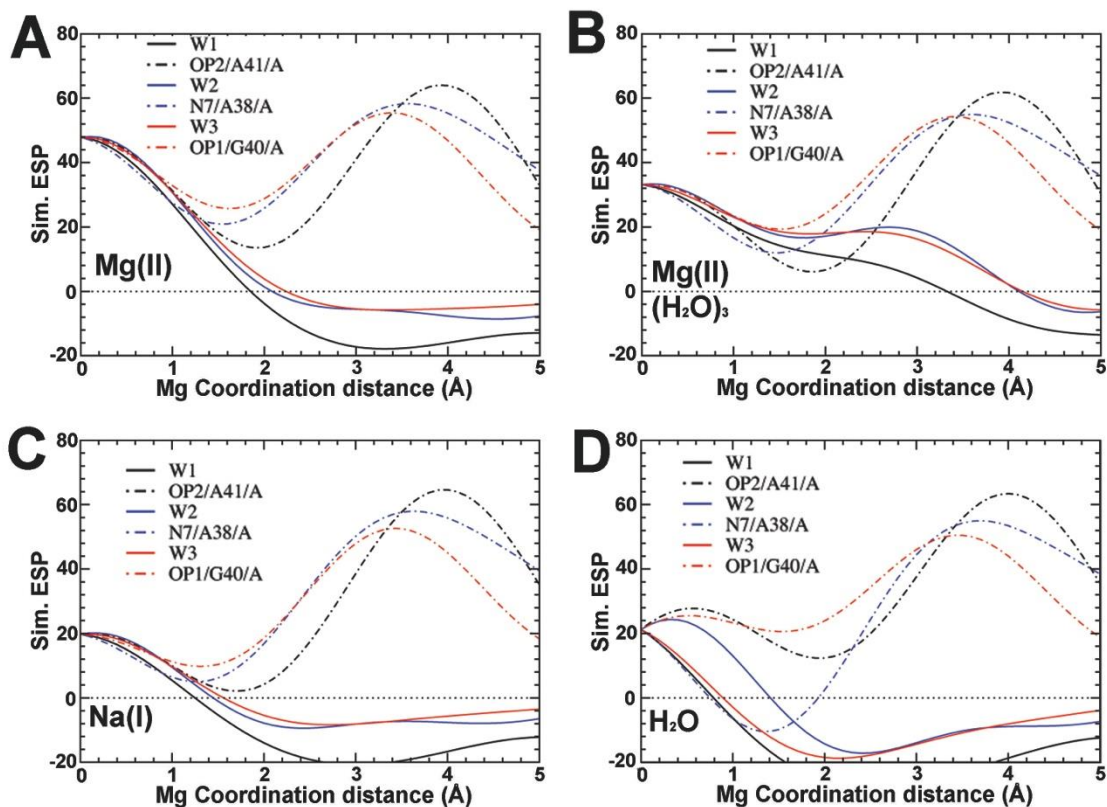 A
80
60
40
20
0
-20
Sim. ESP
W1
OP2/A41/A
W2
N7/A38/A
W3
OP1/G40/A
Mg(II)
0 1 2 3 4 5
Mg Coordination distance (Å)
B
80
60
40
20
0
-20
Sim. ESP
W1
OP2/A41/A
W2
N7/A38/A
W3
OP1/G40/A
Mg(II)
(H₂O)₃
0 1 2 3 4 5
Mg Coordination distance (Å)
C
80
60
40
20
0
-20
Sim. ESP
W1
OP2/A41/A
W2
N7/A38/A
W3
OP1/G40/A
Na(I)
0 1 2 3 4 5
Mg Coordination distance (Å)
D
80
60
40
20
0
-20
Sim. ESP
W1
OP2/A41/A
W2
N7/A38/A
W3
OP1/G40/A
H₂O
0 1 2 3 4 5
Mg Coordination distance (Å)